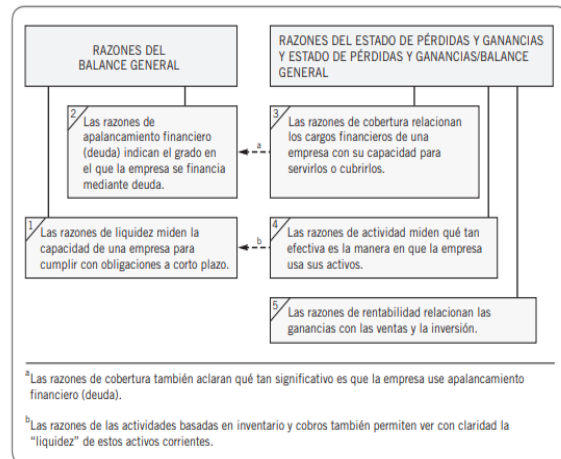 RAZONES DEL
BALANCE GENERAL
RAZONES DEL ESTADO DE PÉRDIDAS Y GANANCIAS
Y ESTADO DE PÉRDIDAS Y GANANCIAS/BALANCE
GENERAL
2
Las razones de
apalancamiento financiero
(deuda) indican el grado en
el que la empresa se financia
mediante deuda.
a
3
Las razones de cobertura relacionan
los cargos financieros de una
empresa con su capacidad para
servirlos o cubrirlos.
1
Las razones de liquidez miden la
capacidad de una empresa para
cumplir con obligaciones a corto plazo.
b
4
Las razones de actividad miden qué tan
efectiva es la manera en que la empresa
usa sus activos.
5
Las razones de rentabilidad relacionan las
ganancias con las ventas y la inversión.
a Las razones de cobertura también aclaran qué tan significativo es que la empresa use apalancamiento
financiero (deuda).
b Las razones de las actividades basadas en inventario y cobros también permiten ver con claridad la
“liquidez” de estos activos corrientes.